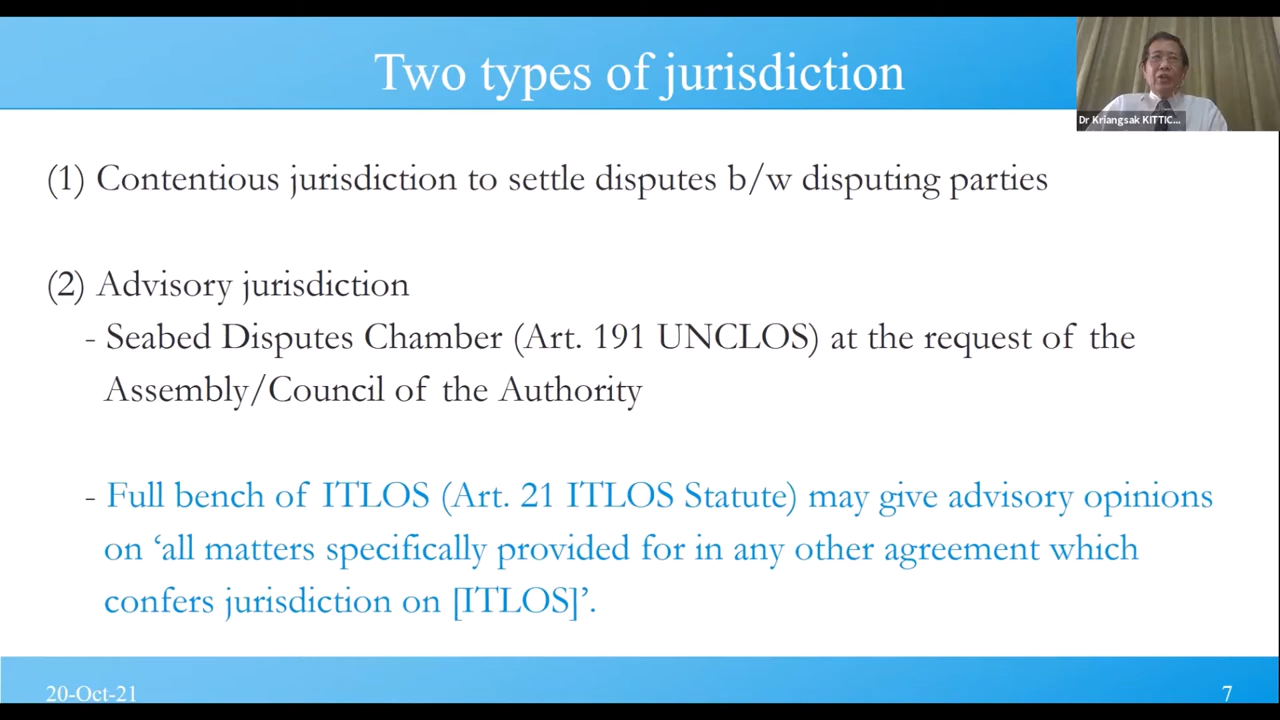 Two types of jurisdiction
Dr Kriangsak KITTIC...
(1) Contentious jurisdiction to settle disputes b/w disputing parties
(2) Advisory jurisdiction
- Seabed Disputes Chamber (Art. 191 UNCLOS) at the request of the
Assembly/Council of the Authority
- Full bench of ITLOS (Art. 21 ITLOS Statute) may give advisory opinions
on ‘all matters specifically provided for in any other agreement which
confers jurisdiction on [ITLOS]’.
20-Oct-21
7